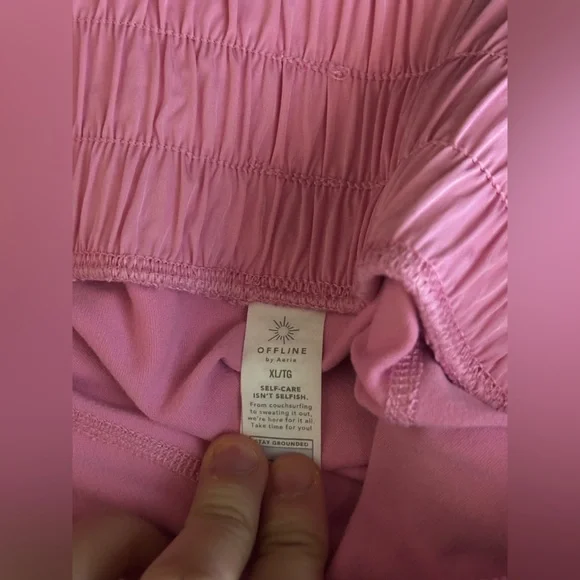 OFFLINE
by Aerie
XL/TG
SELF-CARE
ISN'T SELFISH.
From couchsurfing
to sweating it out,
we're here for it all.
Take time for you!
STAY GROUNDED